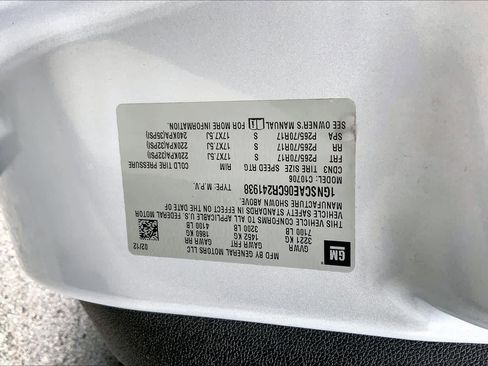 GM
MFD BY GENERAL MOTORS LLC
02/12
GVWR GAWR FRT GAWR RR
3221 KG 1452 KG 1860 KG
7100 LB 3200 LB 4100 LB
THIS VEHICLE CONFORMS TO ALL APPLICABLE U.S. FEDERAL MOTOR
VEHICLE SAFETY STANDARDS IN EFFECT ON THE DATE OF
MANUFACTURE SHOWN ABOVE.
1GNSCAE06CR241938 TYPE: M.P.V.
MODEL: C10706
CDN3 TIRE SIZE SPEED RTG RIM COLD TIRE PRESSURE
FRT P265/70R17 S 17X7.5J 220KPA(32PSI)
RR P265/70R17 S 17X7.5J 220KPA(32PSI)
SPA P265/70R17 S 17X7.5J 240KPA(35PSI)
SEE OWNER'S MANUAL FOR MORE INFORMATION.